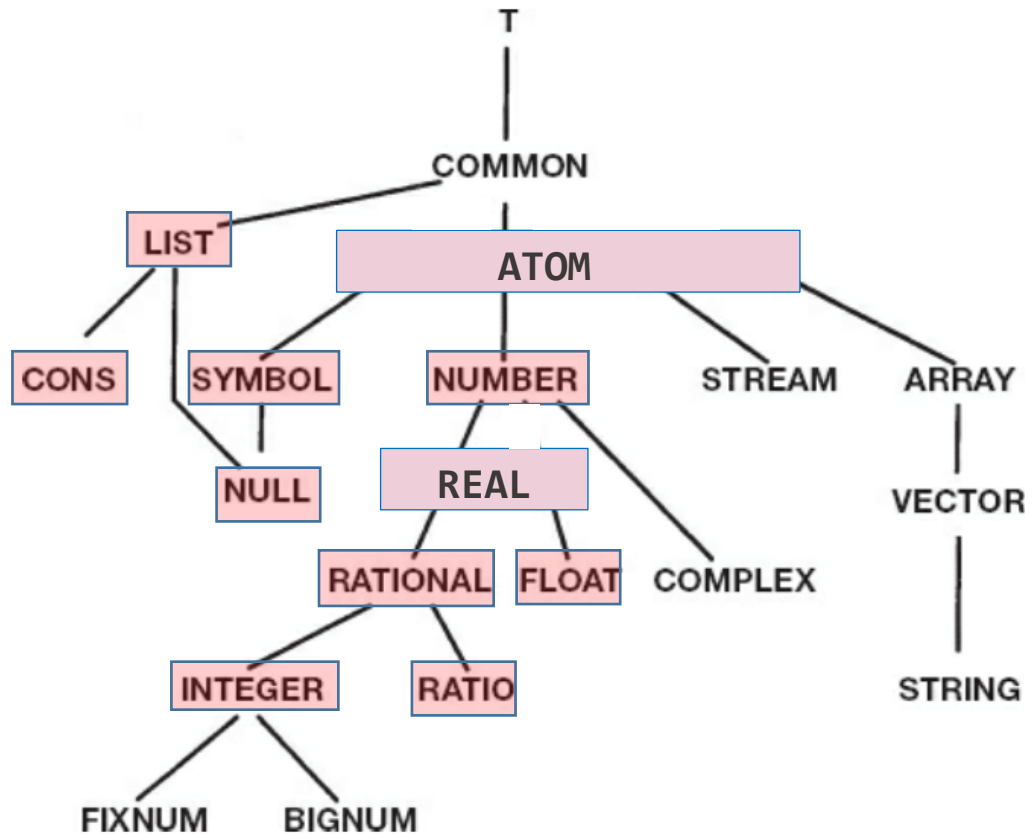 T
COMMON
LIST
ATOM
CONS
SYMBOL
NUMBER
STREAM
ARRAY
NULL
REAL
VECTOR
RATIONAL
FLOAT
COMPLEX
INTEGER
RATIO
STRING
FIXNUM
BIGNUM